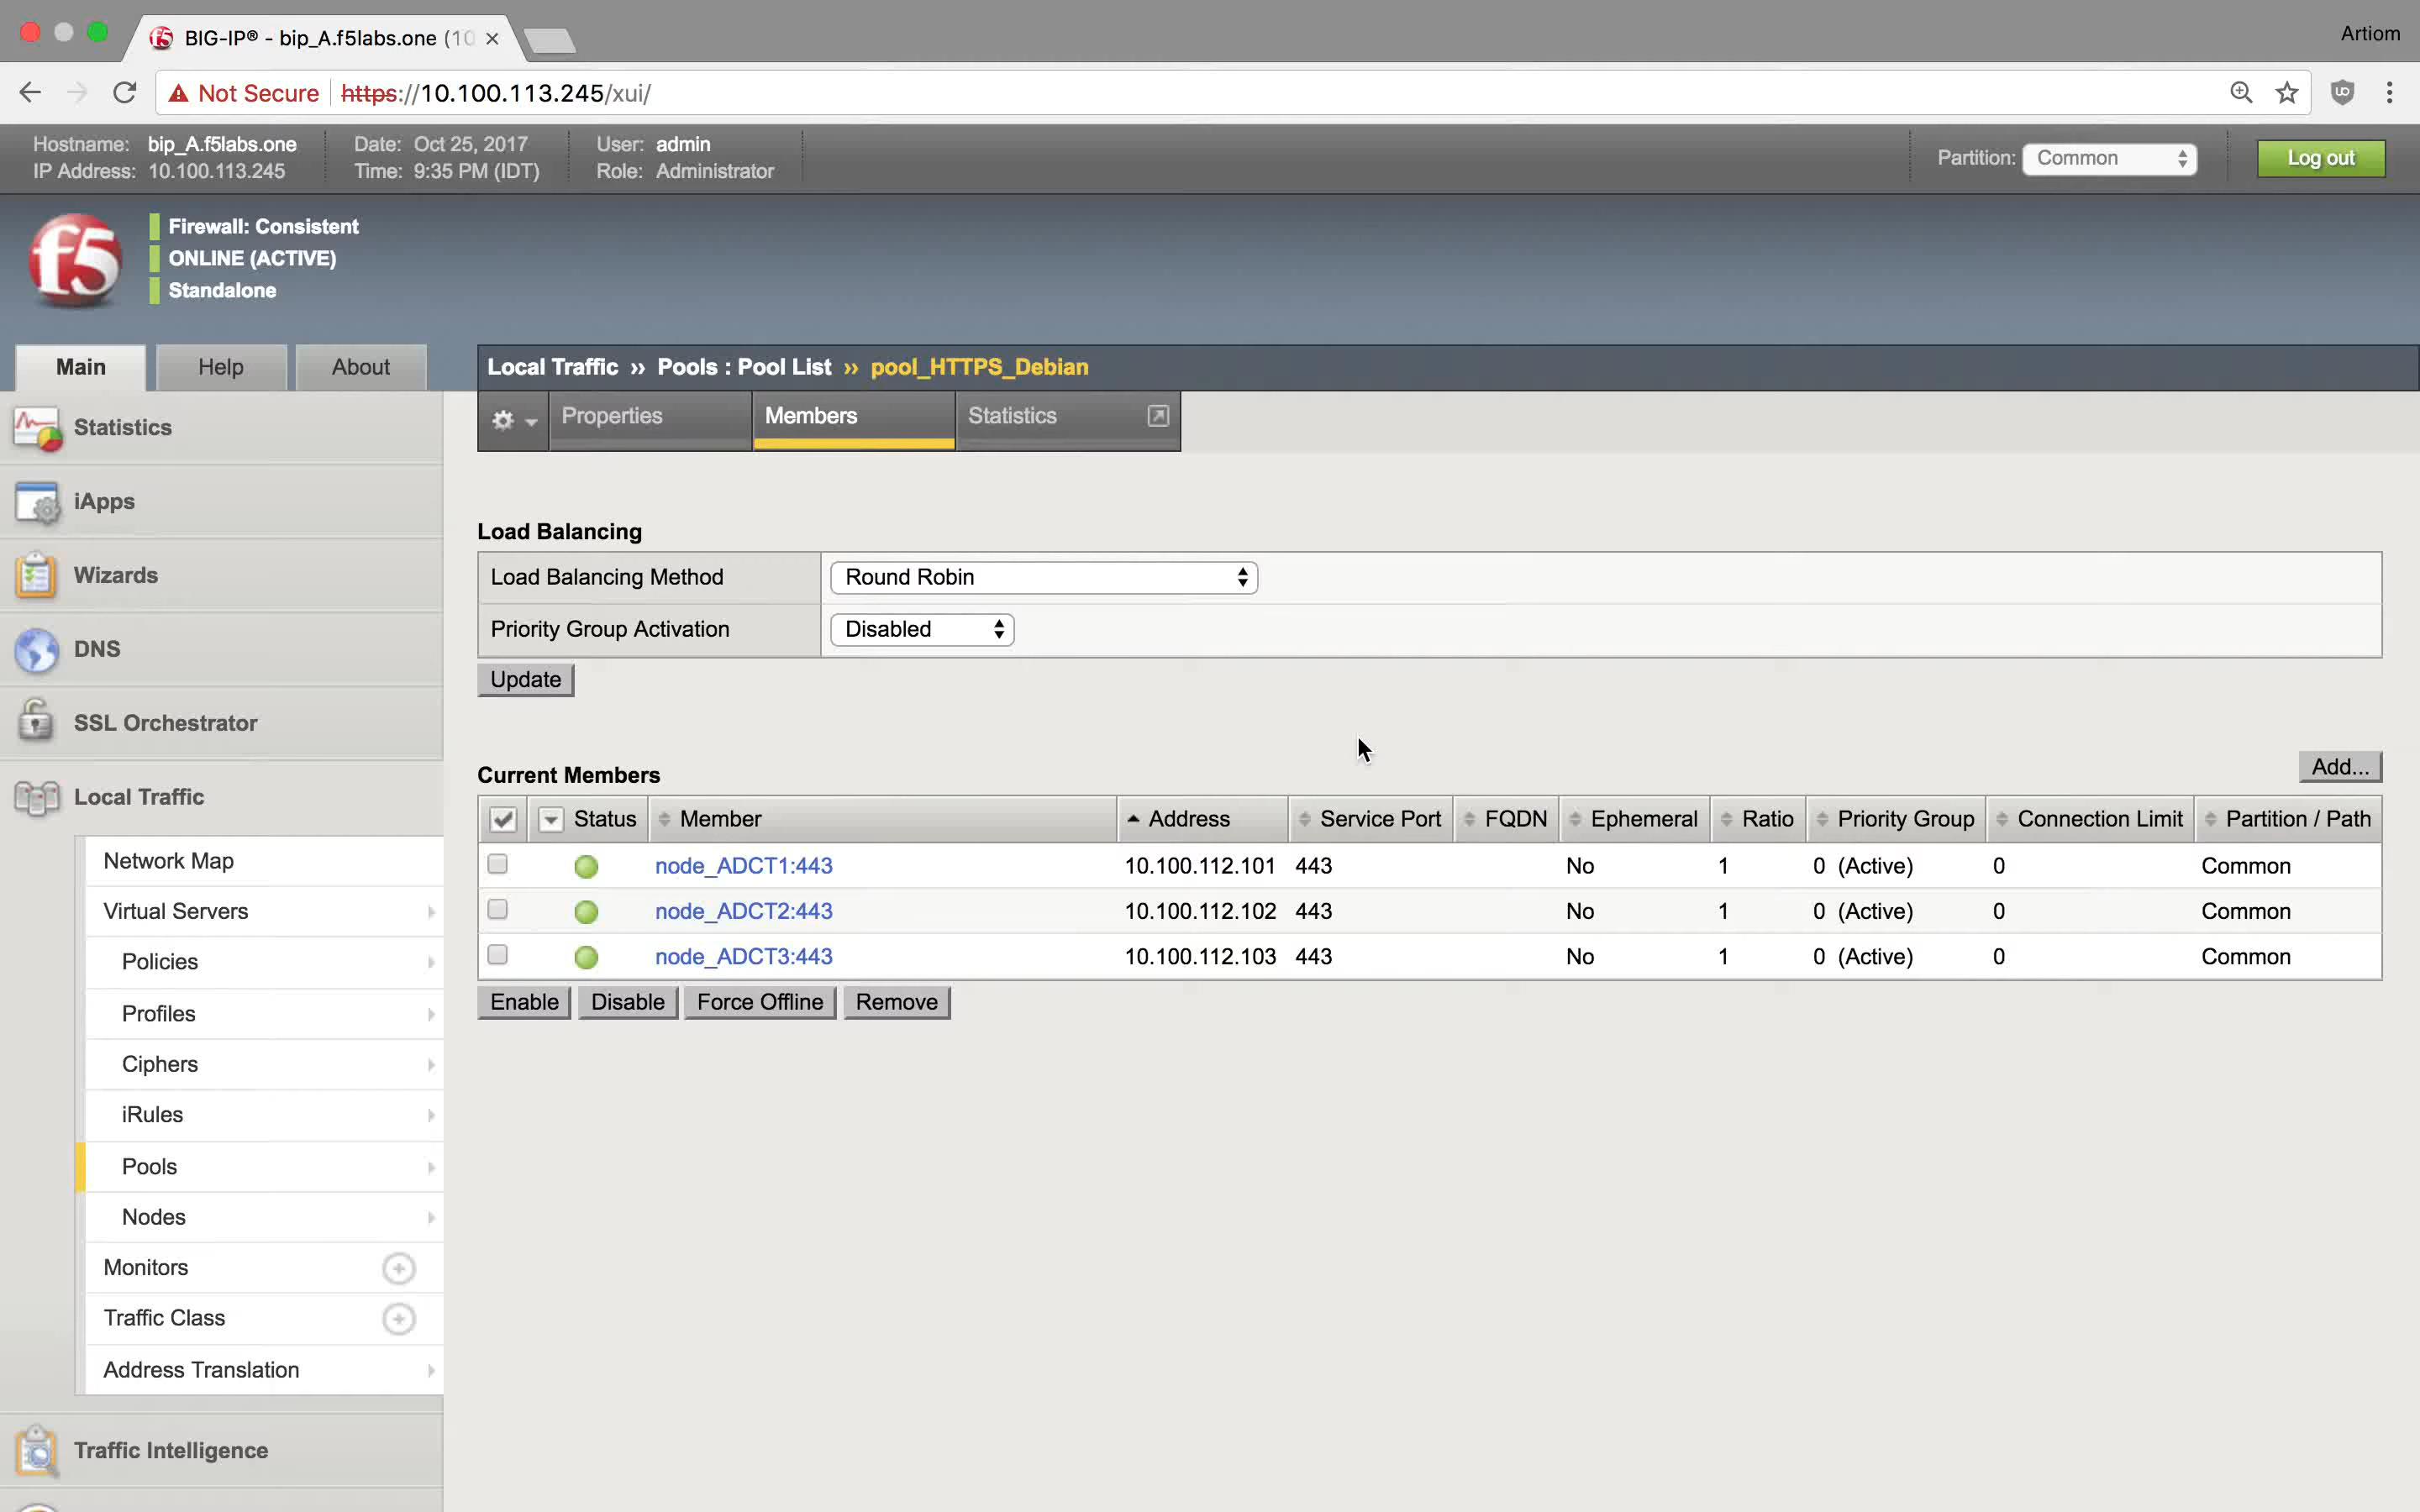 BIG-IP® - bip_A.f5labs.one (10
Artiom
Not Secure https://10.100.113.245/xui/
Hostname: bip_A.f5labs.one Date: Oct 25, 2017 User: admin
IP Address: 10.100.113.245 Time: 9:35 PM (IDT) Role: Administrator
Partition: Common Log out
f5
Firewall: Consistent
ONLINE (ACTIVE)
Standalone
Main Help About
Local Traffic ›› Pools : Pool List ›› pool_HTTPS_Debian
Properties Members Statistics
Statistics
iApps
Wizards
DNS
SSL Orchestrator
Local Traffic
Network Map
Virtual Servers
Policies
Profiles
Ciphers
iRules
Pools
Nodes
Monitors
Traffic Class
Address Translation
Traffic Intelligence
Load Balancing
Load Balancing Method Round Robin
Priority Group Activation Disabled
Update
Current Members Add...
Status Member Address Service Port FQDN Ephemeral Ratio Priority Group Connection Limit Partition / Path
node_ADCT1:443 10.100.112.101 443 No 1 0 (Active) 0 Common
node_ADCT2:443 10.100.112.102 443 No 1 0 (Active) 0 Common
node_ADCT3:443 10.100.112.103 443 No 1 0 (Active) 0 Common
Enable Disable Force Offline Remove